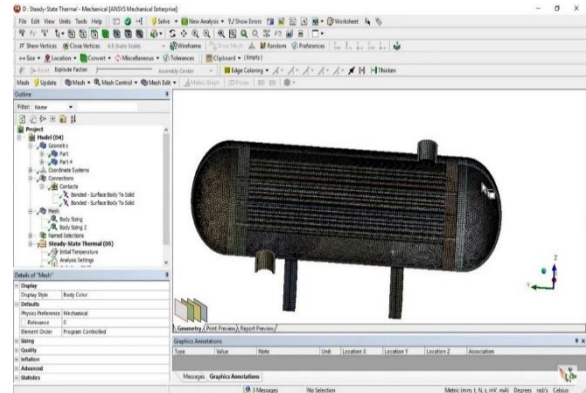 D : Steady-State Thermal - Mechanical [ANSYS Mechanical Enterprise]
File Edit View Units Tools Help
Solve New Analysis ?/ Show Errors Worksheet
Show Vertices Close Vertices
Wireframe Show Mesh Random Preferences
Size Location Convert Miscellaneous Tolerances Clipboard [Empty]
Explode Factor: Assembly Center Edge Coloring Thicken
Mesh Update Mesh Mesh Control Mesh Edit
Outline
Filter: Name
Project
Model (D4)
Geometry
Part
Part 4
Coordinate Systems
Connections
Contacts
Bonded - Surface Body To Solid
Bonded - Surface Body To Solid
Mesh
Body Sizing
Body Sizing 2
Named Selections
Steady-State Thermal (D5)
Initial Temperature
Analysis Settings
Details of "Mesh"
Display
Display Style Body Color
Defaults
Physics Preference Mechanical
Relevance 0
Element Order Program Controlled
Sizing
Quality
Inflation
Advanced
Statistics
Z
Geometry Print Preview Report Preview
Graphics Annotations
Type Value Note Unit Location X Location Y Location Z Association
Messages Graphics Annotations
3 Messages No Selection Metric (mm, t, N, s, mV, mA) Degrees rad/s Celsius